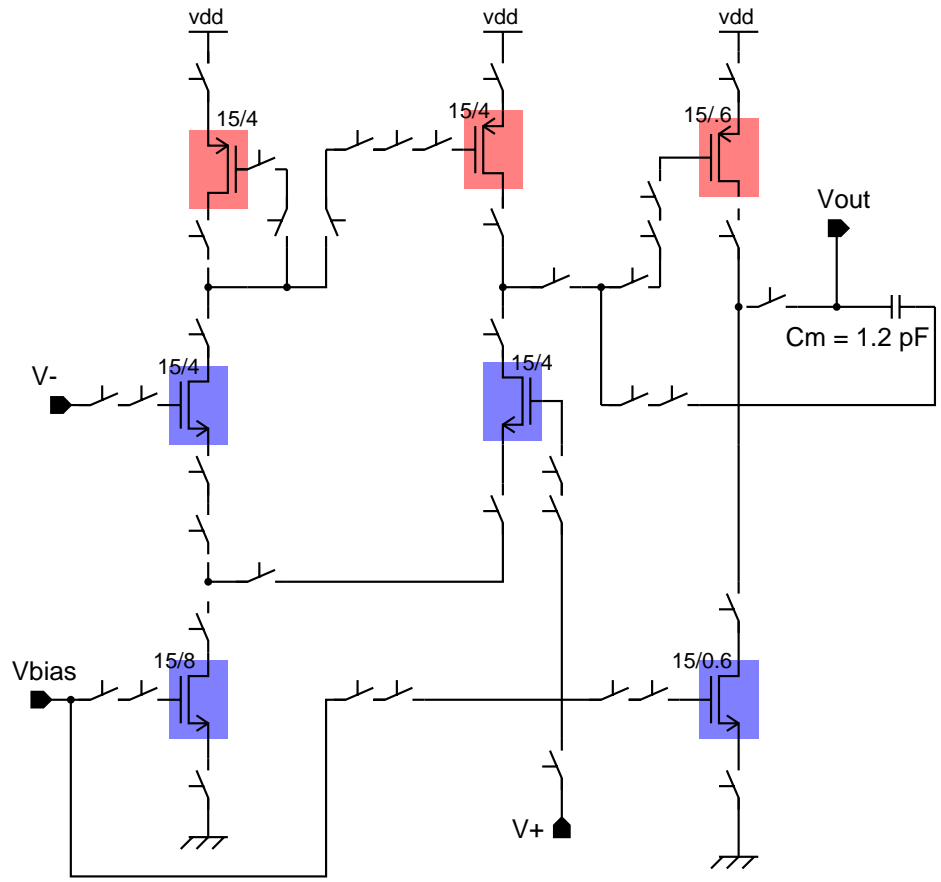 vdd
vdd
vdd
15/4
15/4
15/.6
Vout
Cm = 1.2 pF
15/4
15/4
V-
15/8
15/0.6
Vbias
V+